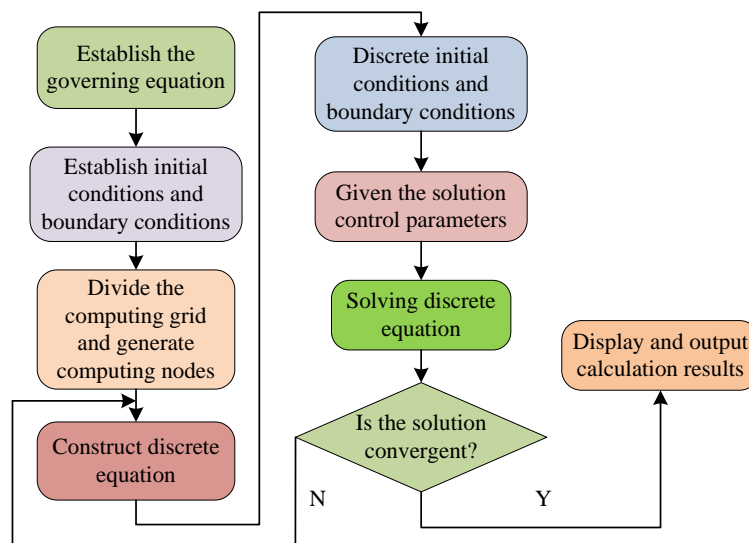 Establish the
governing equation
Establish initial
conditions and
boundary conditions
Divide the
computing grid
and generate
computing nodes
Construct discrete
equation
Discrete initial
conditions and
boundary conditions
Given the solution
control parameters
Solving discrete
equation
Is the solution
convergent?
N
Y
Display and output
calculation results